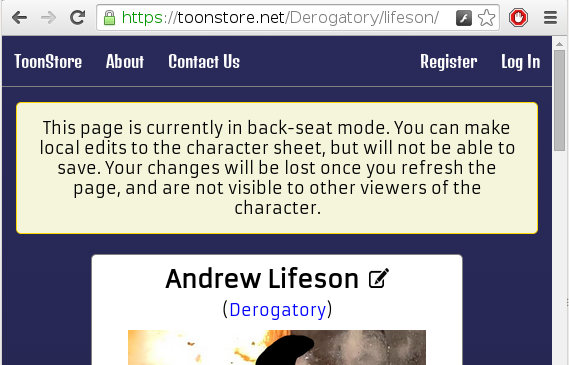 https://toonstore.net/Derogatory/lifeson/
ToonStore About Contact Us Register Log In
This page is currently in back-seat mode. You can make
local edits to the character sheet, but will not be able to
save. Your changes will be lost once you refresh the
page, and are not visible to other viewers of the
character.
Andrew Lifeson
(Derogatory)